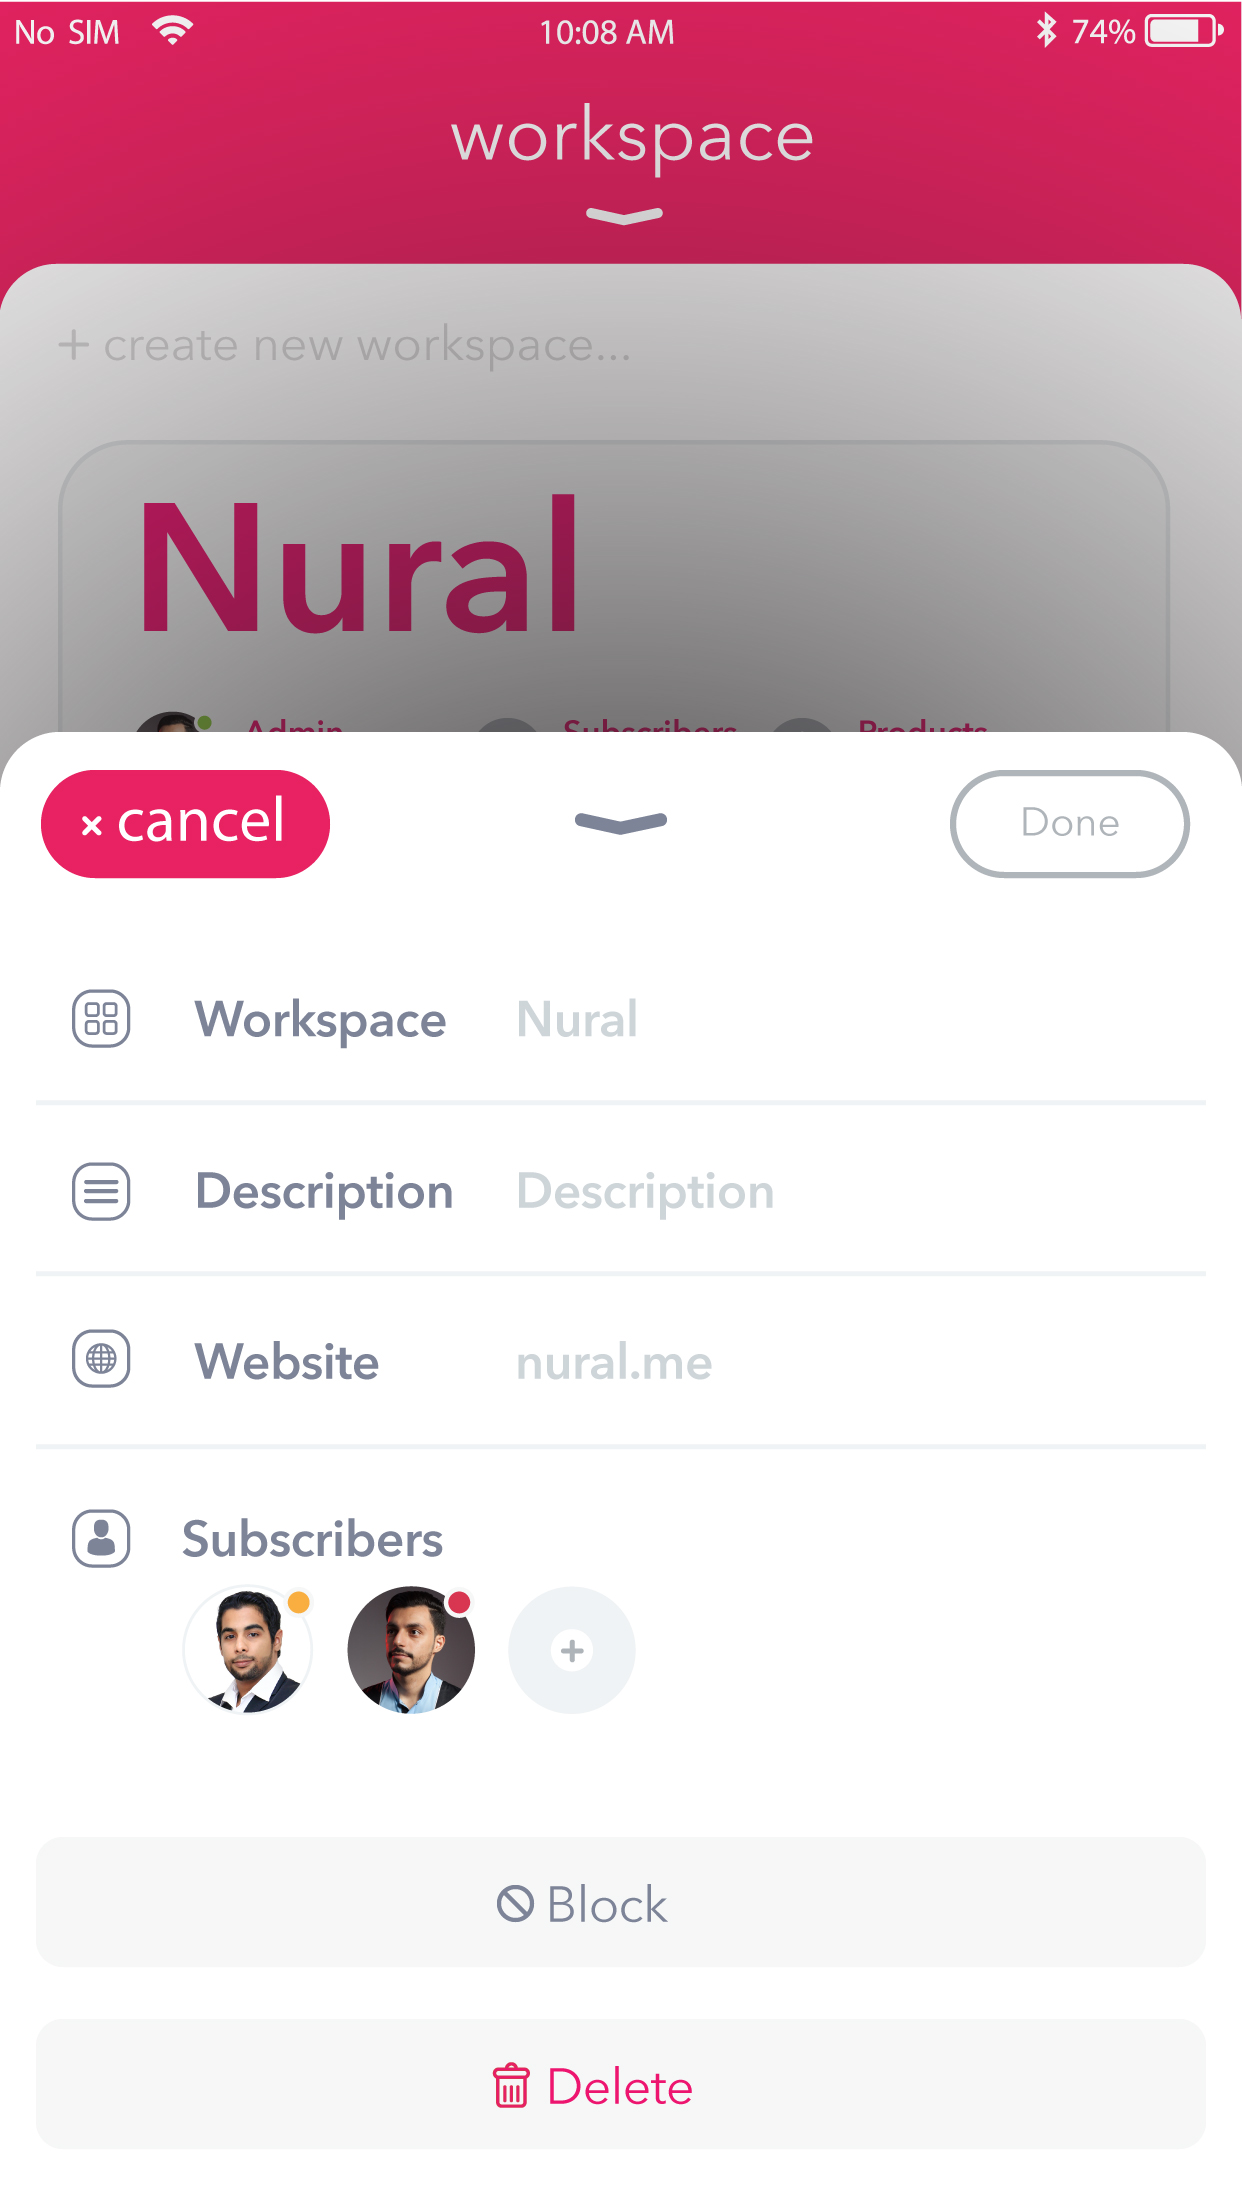 No SIM 10:08 AM 74%
workspace
+ create new workspace...
Nural
Admin Subscribers Products
× cancel Done
Workspace Nural
Description Description
Website nural.me
Subscribers
Block
Delete